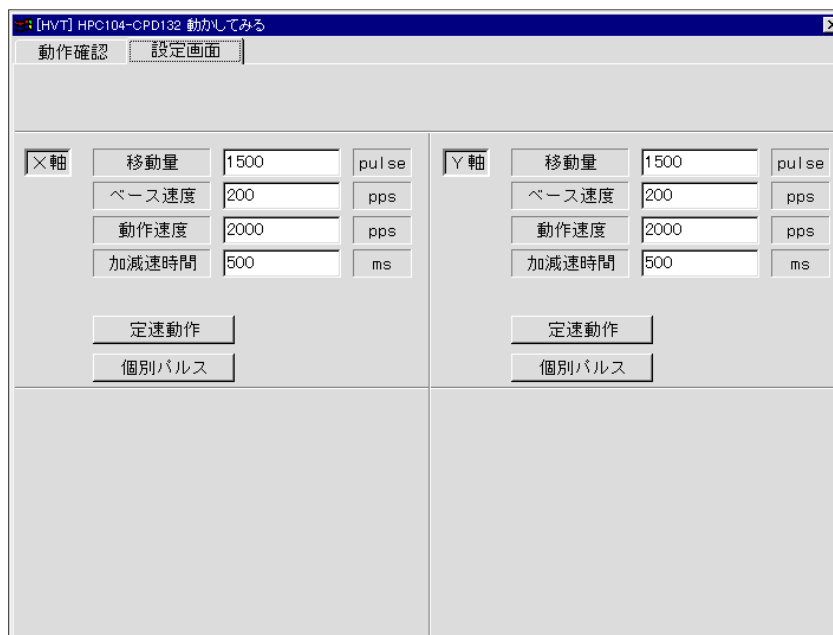 [HVT] HPC104-CPD132 動かしてみる
動作確認 設定画面
X軸 移動量 1500 pulse
ベース速度 200 pps
動作速度 2000 pps
加減速時間 500 ms
定速動作
個別パルス
Y軸 移動量 1500 pulse
ベース速度 200 pps
動作速度 2000 pps
加減速時間 500 ms
定速動作
個別パルス